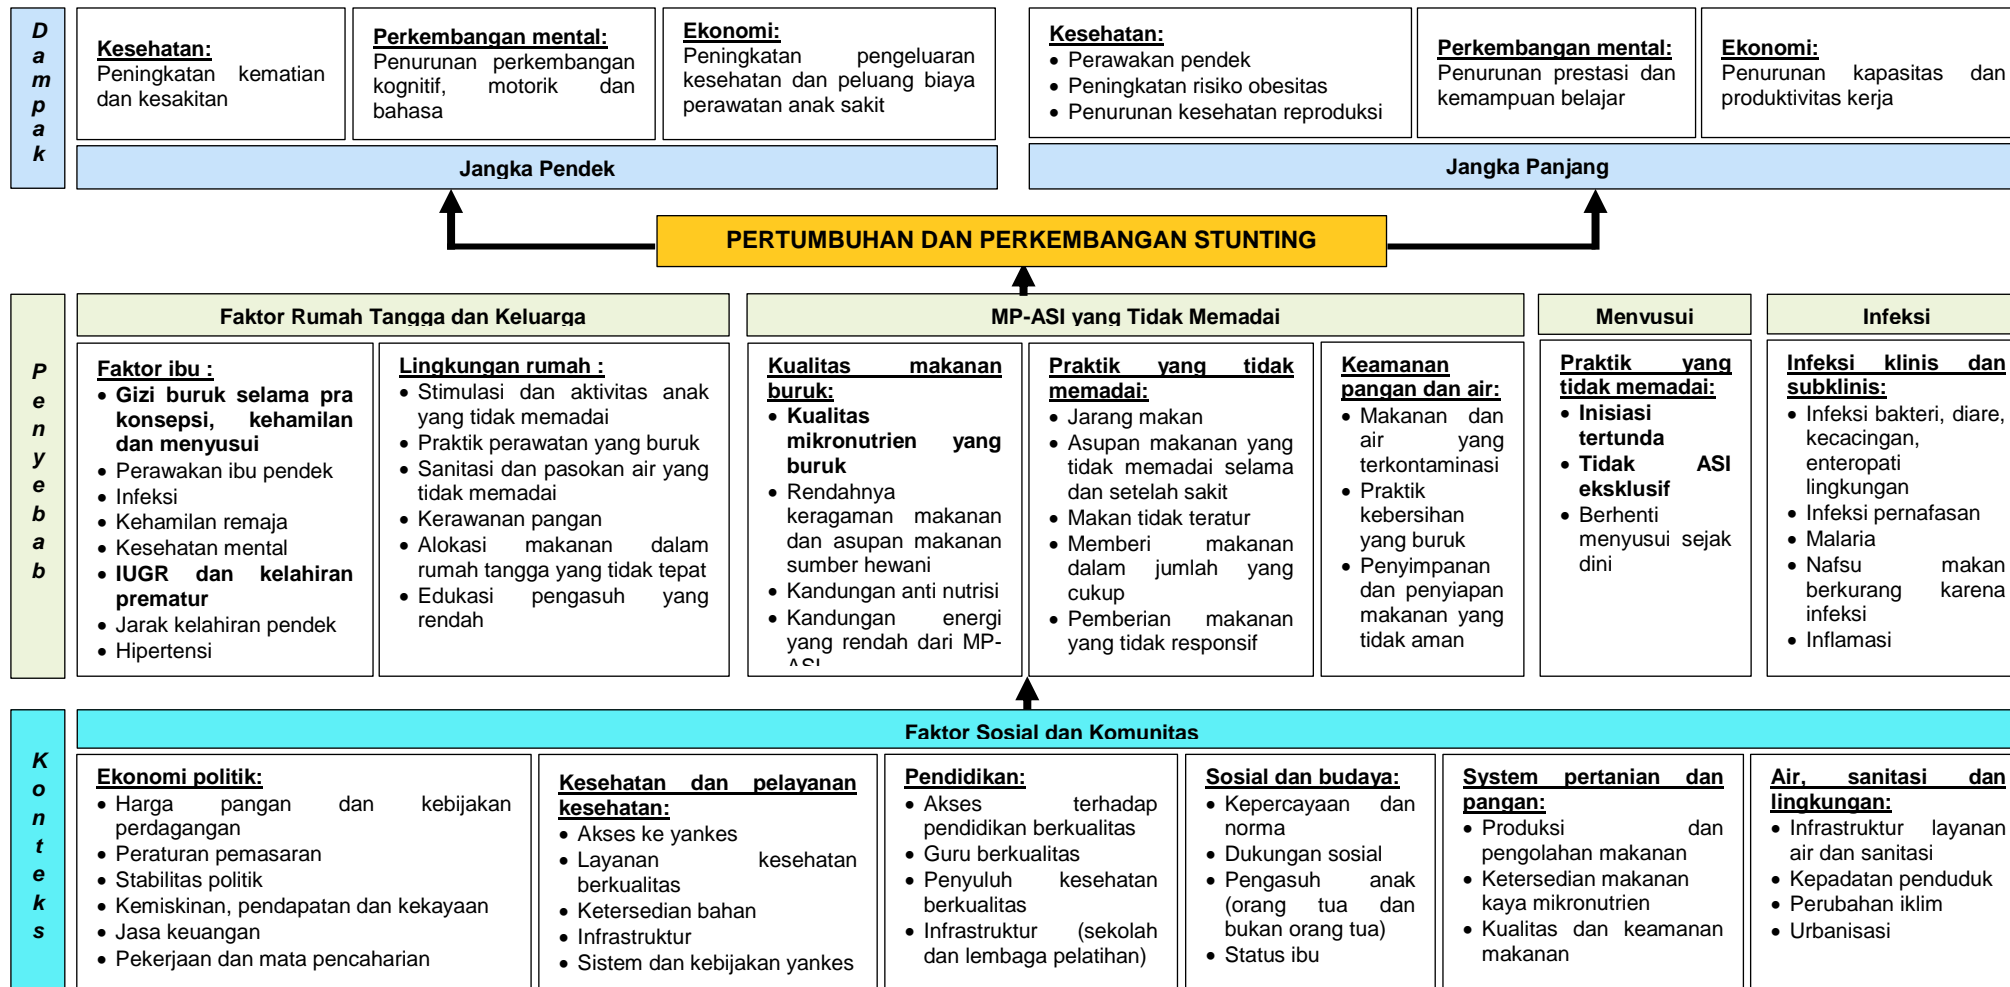 Dampak
Kesehatan:
Peningkatan kematian
dan kesakitan
Perkembangan mental:
Penurunan perkembangan
kognitif, motorik dan
bahasa
Ekonomi:
Peningkatan pengeluaran
kesehatan dan peluang biaya
perawatan anak sakit
Jangka Pendek
Kesehatan:
• Perawakan pendek
• Peningkatan risiko obesitas
• Penurunan kesehatan reproduksi
Perkembangan mental:
Penurunan prestasi dan
kemampuan belajar
Ekonomi:
Penurunan kapasitas dan
produktivitas kerja
Jangka Panjang
PERTUMBUHAN DAN PERKEMBANGAN STUNTING
Penyebab
Faktor Rumah Tangga dan Keluarga
Faktor ibu :
• Gizi buruk selama pra
konsepsi, kehamilan
dan menyusui
• Perawakan ibu pendek
• Infeksi
• Kehamilan remaja
• Kesehatan mental
• IUGR dan kelahiran
prematur
• Jarak kelahiran pendek
• Hipertensi
Lingkungan rumah :
• Stimulasi dan aktivitas anak
yang tidak memadai
• Praktik perawatan yang buruk
• Sanitasi dan pasokan air yang
tidak memadai
• Kerawanan pangan
• Alokasi makanan dalam
rumah tangga yang tidak tepat
• Edukasi pengasuh yang
rendah
MP-ASI yang Tidak Memadai
Kualitas makanan
buruk:
• Kualitas
mikronutrien yang
buruk
• Rendahnya
keragaman makanan
dan asupan makanan
sumber hewani
• Kandungan anti nutrisi
• Kandungan energi
yang rendah dari MP-
ASI
Praktik yang tidak
memadai:
• Jarang makan
• Asupan makanan yang
tidak memadai selama
dan setelah sakit
• Makan tidak teratur
• Memberi makanan
dalam jumlah yang
cukup
• Pemberian makanan
yang tidak responsif
Keamanan
pangan dan air:
• Makanan dan
air yang
terkontaminasi
• Praktik
kebersihan
yang buruk
• Penyimpanan
dan penyiapan
makanan yang
tidak aman
Menyusui
Praktik yang
tidak memadai:
• Inisiasi
tertunda
• Tidak ASI
eksklusif
• Berhenti
menyusui sejak
dini
Infeksi
Infeksi klinis dan
subklinis:
• Infeksi bakteri, diare,
kecacingan,
enteropati
lingkungan
• Infeksi pernafasan
• Malaria
• Nafsu makan
berkurang karena
infeksi
• Inflamasi
Konteks
Faktor Sosial dan Komunitas
Ekonomi politik:
• Harga pangan dan kebijakan
perdagangan
• Peraturan pemasaran
• Stabilitas politik
• Kemiskinan, pendapatan dan kekayaan
• Jasa keuangan
• Pekerjaan dan mata pencaharian
Kesehatan dan pelayanan
kesehatan:
• Akses ke yankes
• Layanan kesehatan
berkualitas
• Ketersedian bahan
• Infrastruktur
• Sistem dan kebijakan yankes
Pendidikan:
• Akses terhadap
pendidikan berkualitas
• Guru berkualitas
• Penyuluh kesehatan
berkualitas
• Infrastruktur (sekolah
dan lembaga pelatihan)
Sosial dan budaya:
• Kepercayaan dan
norma
• Dukungan sosial
• Pengasuh anak
(orang tua dan
bukan orang tua)
• Status ibu
System pertanian dan
pangan:
• Produksi dan
pengolahan makanan
• Ketersedian makanan
kaya mikronutrien
• Kualitas dan keamanan
makanan
Air, sanitasi dan
lingkungan:
• Infrastruktur layanan
air dan sanitasi
• Kepadatan penduduk
• Perubahan iklim
• Urbanisasi